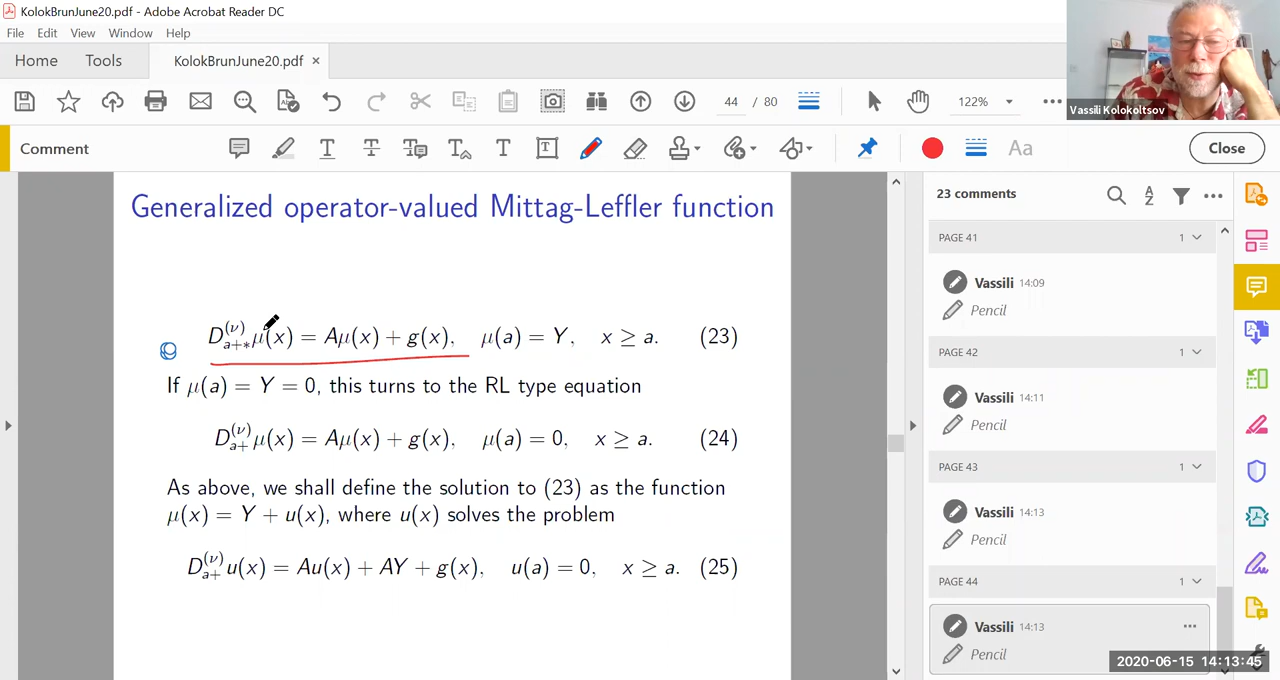 KolokBrunJune20.pdf - Adobe Acrobat Reader DC
File Edit View Window Help
Home Tools KolokBrunJune20.pdf ×
44 / 80 122%
Vassili Kolokoltsov
Comment Aa Close
Generalized operator-valued Mittag-Leffler function
D_{a+*}^{(ν)} μ(x) = Aμ(x) + g(x), μ(a) = Y, x ≥ a. (23)
If μ(a) = Y = 0, this turns to the RL type equation
D_{a+}^{(ν)} μ(x) = Aμ(x) + g(x), μ(a) = 0, x ≥ a. (24)
As above, we shall define the solution to (23) as the function
μ(x) = Y + u(x), where u(x) solves the problem
D_{a+}^{(ν)} u(x) = Au(x) + AY + g(x), u(a) = 0, x ≥ a. (25)
23 comments
PAGE 41 1
Vassili 14:09
Pencil
PAGE 42 1
Vassili 14:11
Pencil
PAGE 43 1
Vassili 14:13
Pencil
PAGE 44 1
Vassili 14:13
Pencil
2020-06-15 14:13:45